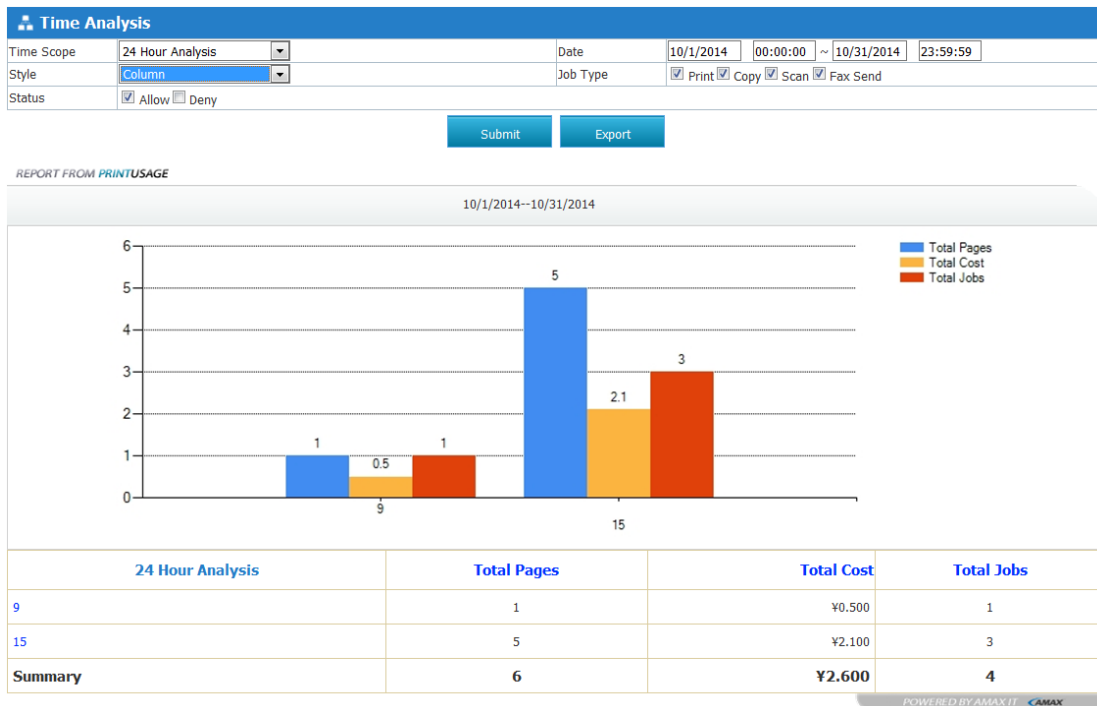 Time Analysis
Time Scope 24 Hour Analysis Date 10/1/2014 00:00:00 ~ 10/31/2014 23:59:59
Style Column Job Type Print Copy Scan Fax Send
Status Allow Deny
Submit Export
REPORT FROM PRINTUSAGE
10/1/2014--10/31/2014
6
5
4
3
2
1
0
1
0.5
1
5
2.1
3
9
15
Total Pages
Total Cost
Total Jobs
24 Hour Analysis Total Pages Total Cost Total Jobs
9 1 ¥0.500 1
15 5 ¥2.100 3
Summary 6 ¥2.600 4
POWERED BY AMAX IT AMAX